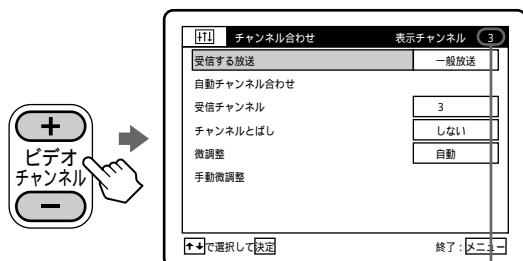 チャンネル合わせ 表示チャンネル 3
受信する放送 一般放送
自動チャンネル合わせ
受信チャンネル 3
チャンネルとばし しない
微調整 自動
手動微調整
↑↓で選択して決定 終了:メニュー
+
ビデオ
チャンネル
−